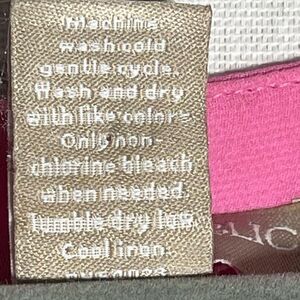 Machine
wash cold
gentle cycle.
Wash and dry
with like colors.
Only non-
chlorine bleach
when needed.
Tumble dry low.
Cool iron